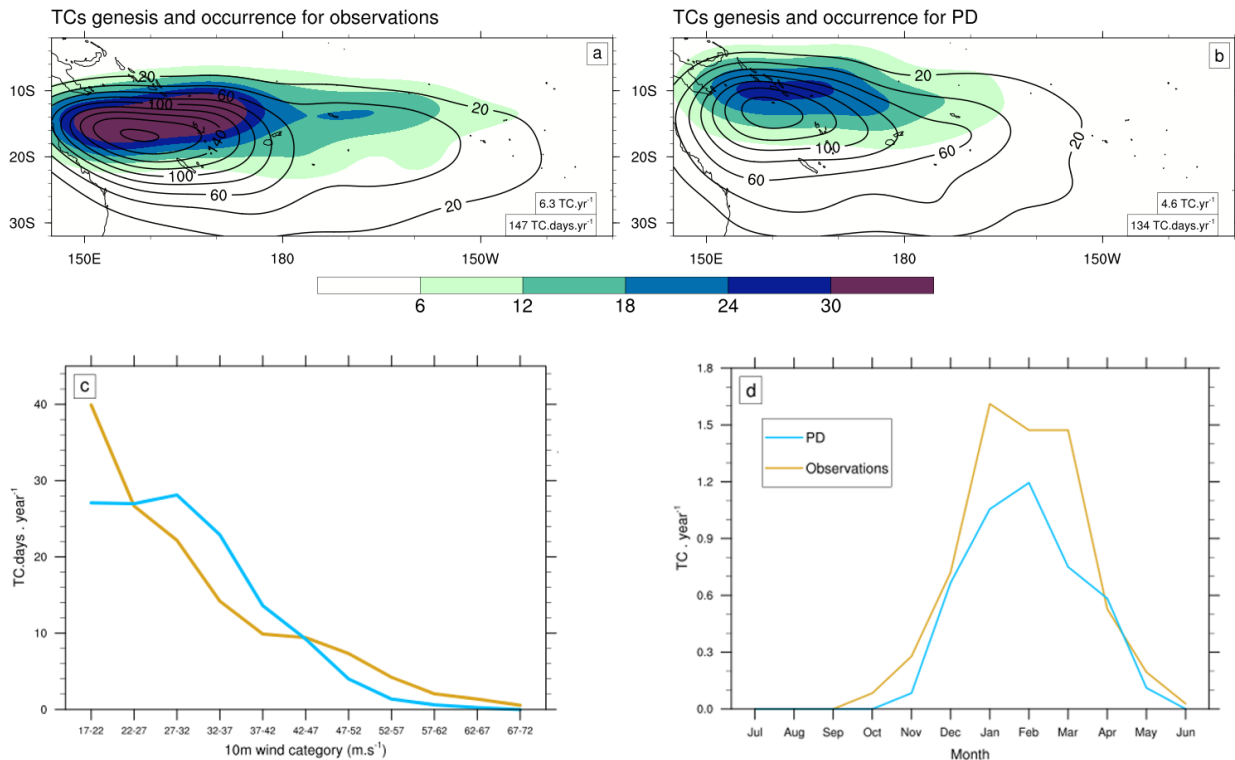 TCs genesis and occurrence for observations
TCs genesis and occurrence for PD
a
20
60
100
140
0
20
100
60
20
10S
20S
30S
6.3 TC.yr⁻¹
147 TC.days.yr⁻¹
150E 180 150W
b
20
0
100
60
60
20
10S
20S
30S
4.6 TC.yr⁻¹
134 TC.days.yr⁻¹
150E 180 150W
6 12 18 24 30
c
40
30
20
10
0
TC.days . year⁻¹
17-22 22-27 27-32 32-37 37-42 42-47 47-52 52-57 57-62 62-67 67-72
10m wind category (m.s⁻¹)
d
PD
Observations
1.8
1.5
1.2
0.9
0.6
0.3
0.0
TC . year⁻¹
Jul Aug Sep Oct Nov Dec Jan Feb Mar Apr May Jun
Month